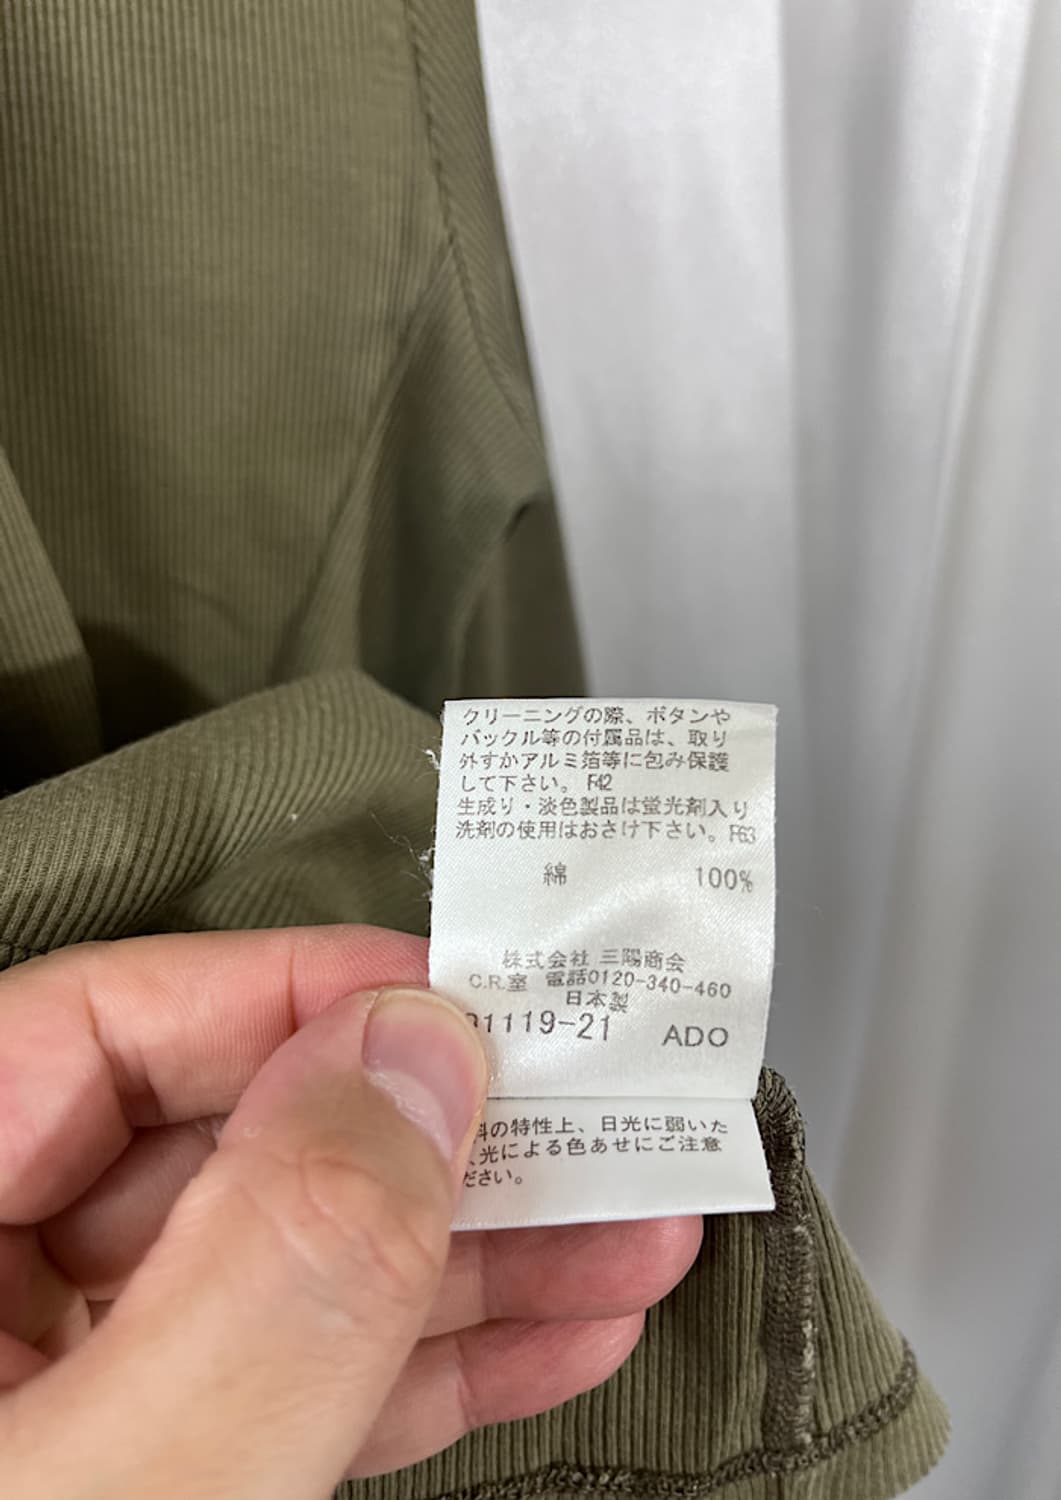 クリーニングの際、ボタンや
バックル等の付属品は、取り
外すかアルミ箔等に包み保護
して下さい。 F42
生成り・淡色製品は蛍光剤入り
洗剤の使用はおさけ下さい。F63
綿 100%
株式会社 三陽商会
C.R.室 電話0120-340-460
日本製
1119-21 ADO
の特性上、日光に弱いた
、光による色あせにご注意
ださい。